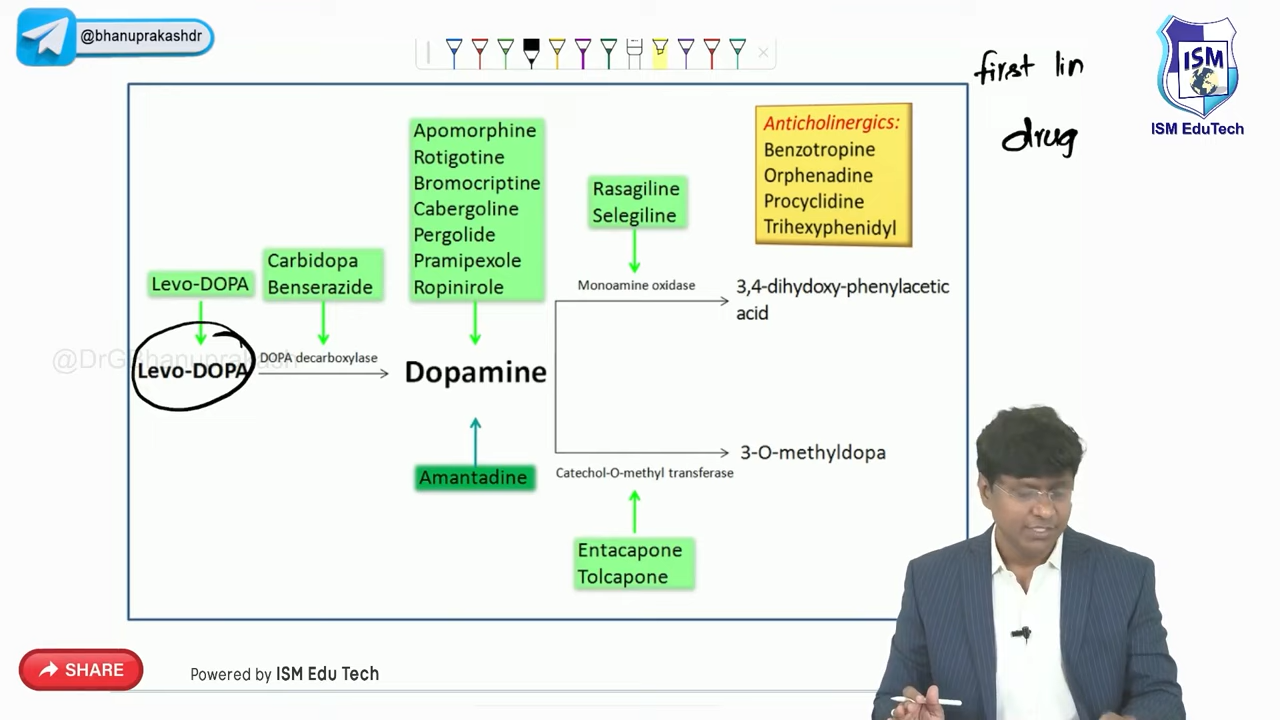 @bhanuprakashdr
first lin
drug
ISM
ISM EduTech
Apomorphine
Rotigotine
Bromocriptine
Cabergoline
Pergolide
Pramipexole
Ropinirole
Anticholinergics:
Benzotropine
Orphenadine
Procyclidine
Trihexyphenidyl
Rasagiline
Selegiline
Levo-DOPA
Carbidopa
Benserazide
Monoamine oxidase
3,4-dihydoxy-phenylacetic
acid
@DrGBhanuprakash
Levo-DOPA
DOPA decarboxylase
Dopamine
Amantadine
3-O-methyldopa
Catechol-O-methyl transferase
Entacapone
Tolcapone
SHARE
Powered by ISM Edu Tech